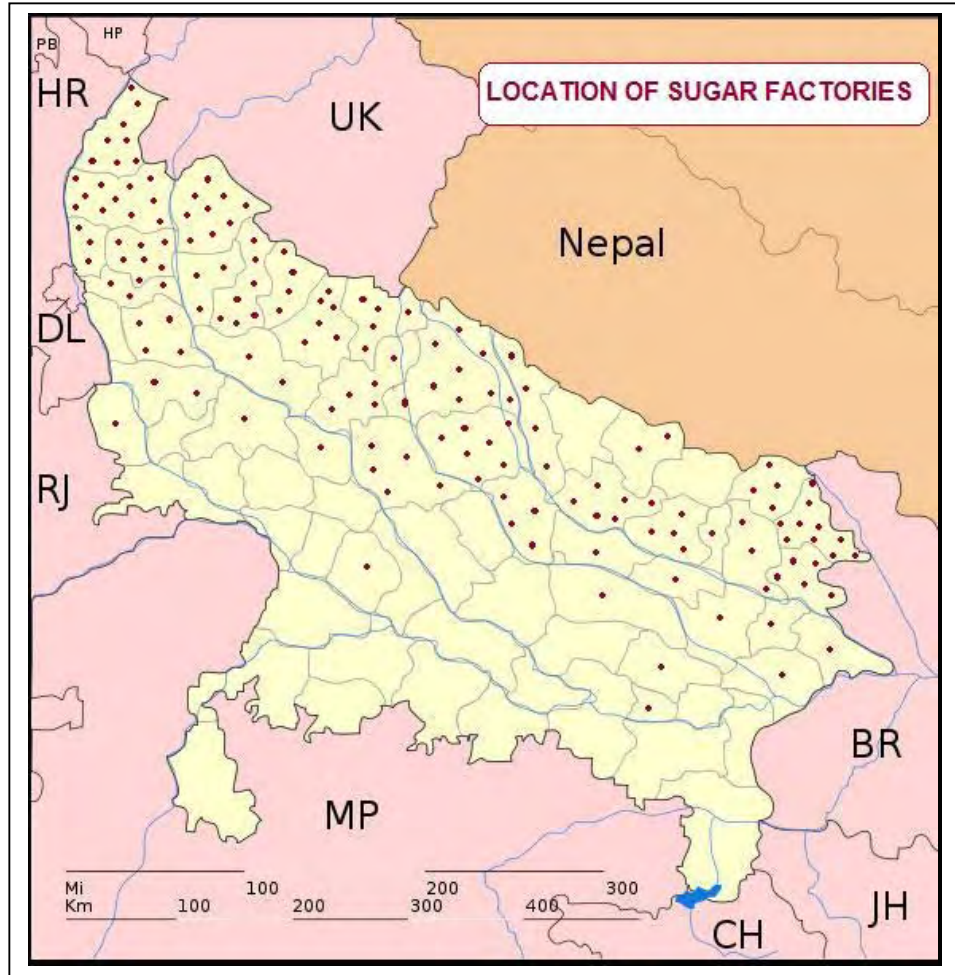 PB
HP
HR
UK
LOCATION OF SUGAR FACTORIES
Nepal
DL
RJ
BR
MP
Mi 100 200 300
Km 100 200 300 400
JH
CH